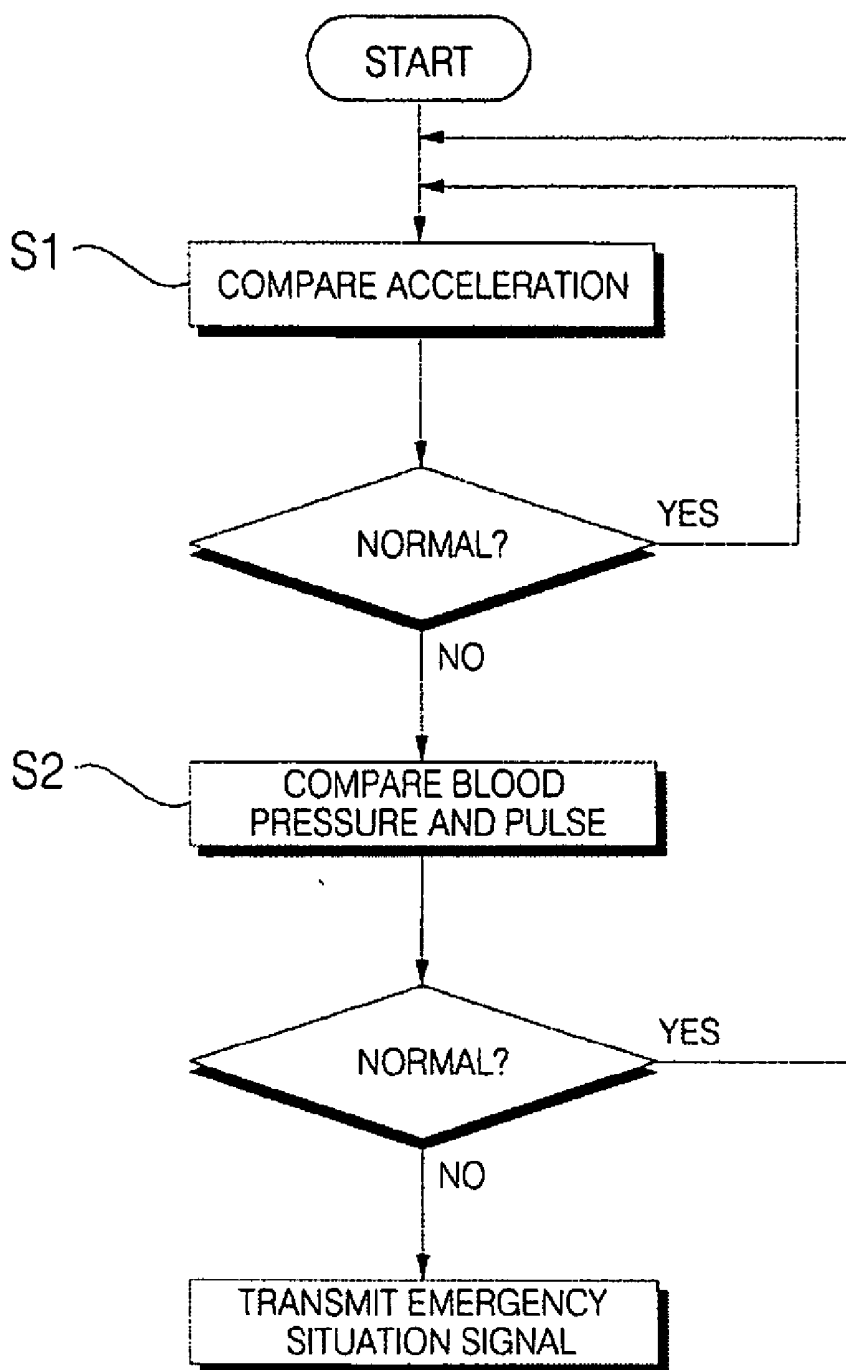 START
S1
COMPARE ACCELERATION
NORMAL?
YES
NO
S2
COMPARE BLOOD
PRESSURE AND PULSE
NORMAL?
YES
NO
TRANSMIT EMERGENCY
SITUATION SIGNAL